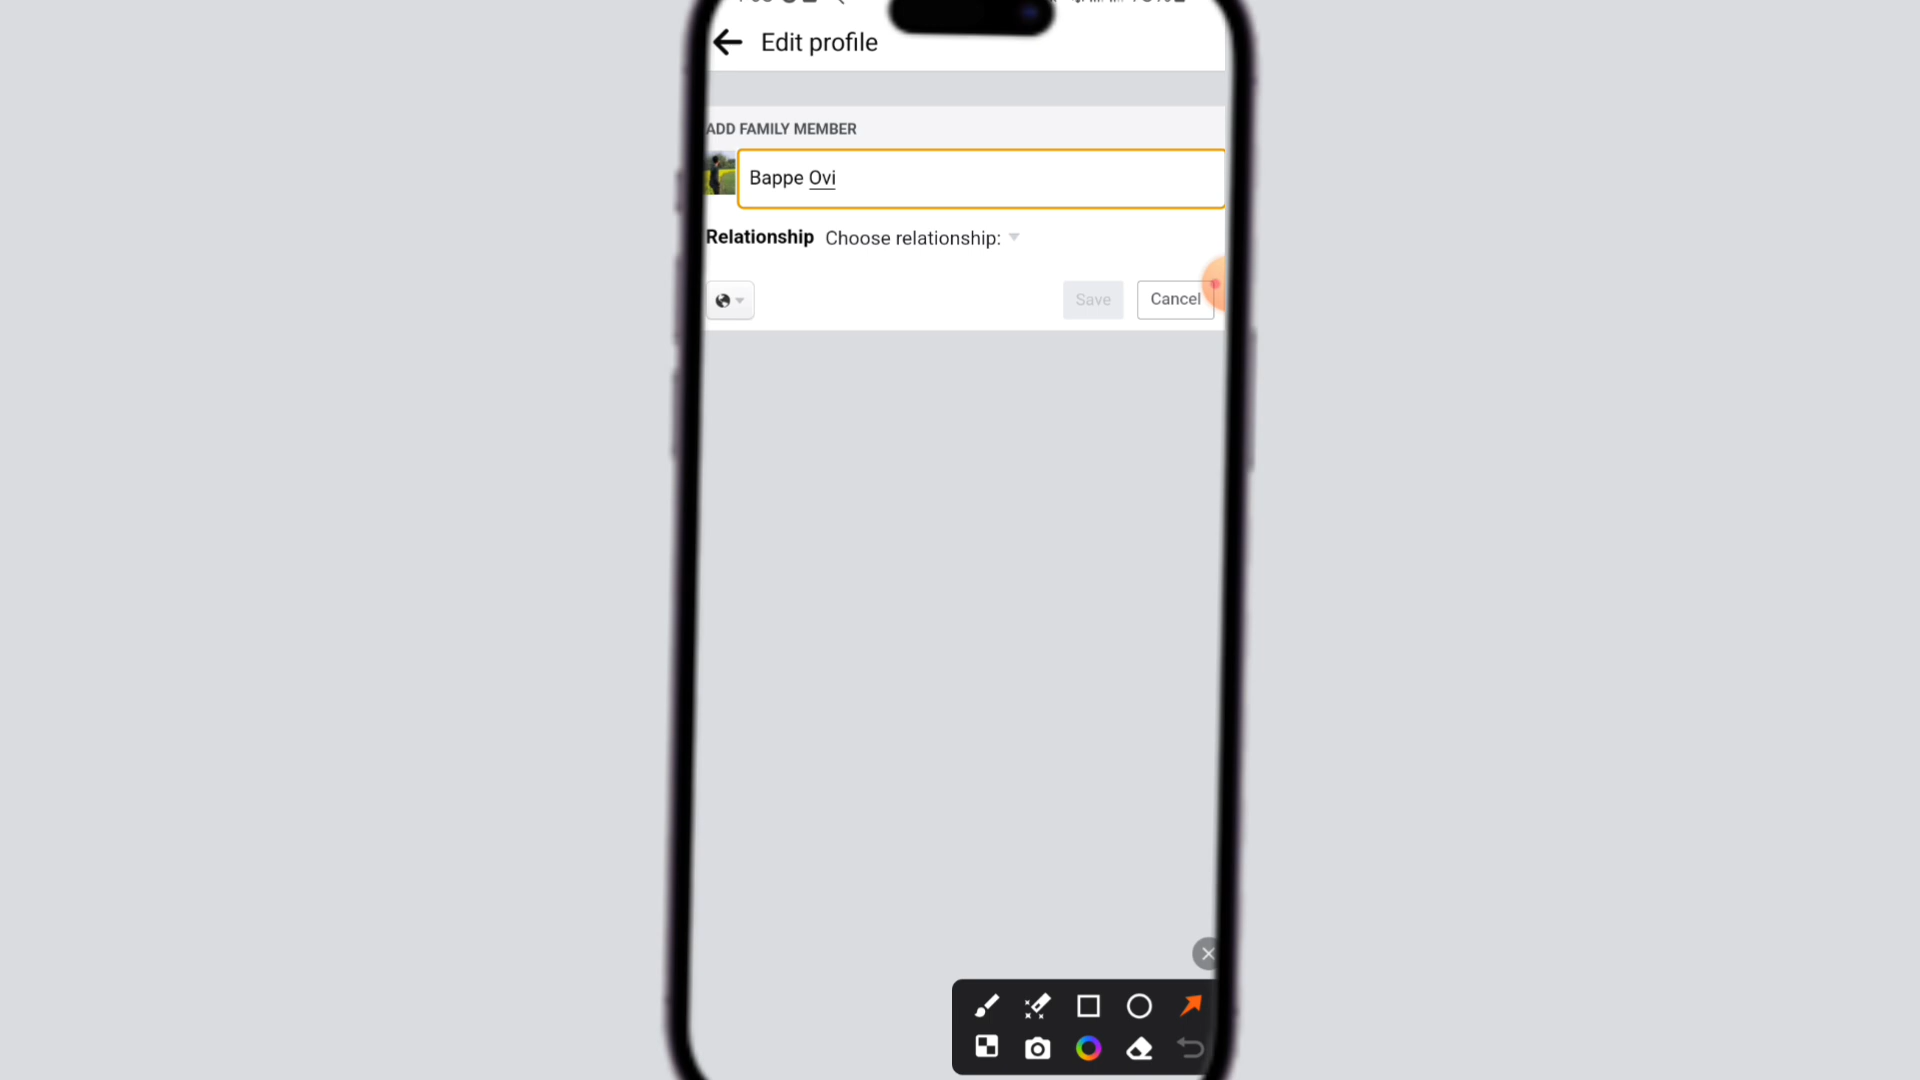 Edit profile
ADD FAMILY MEMBER
Bappe Ovi
Relationship Choose relationship:
Save Cancel